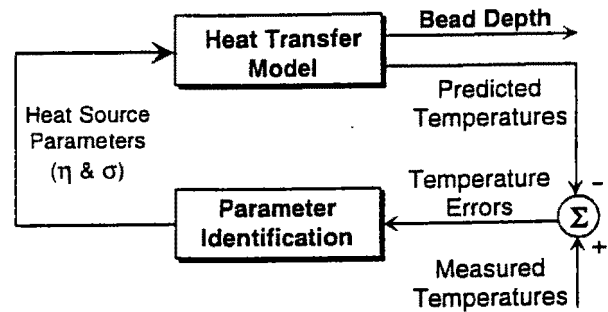 Bead Depth
Heat Transfer
Model
Predicted
Temperatures
Heat Source
Parameters
(η & σ)
Temperature
Errors
−
Σ
+
Parameter
Identification
Measured
Temperatures